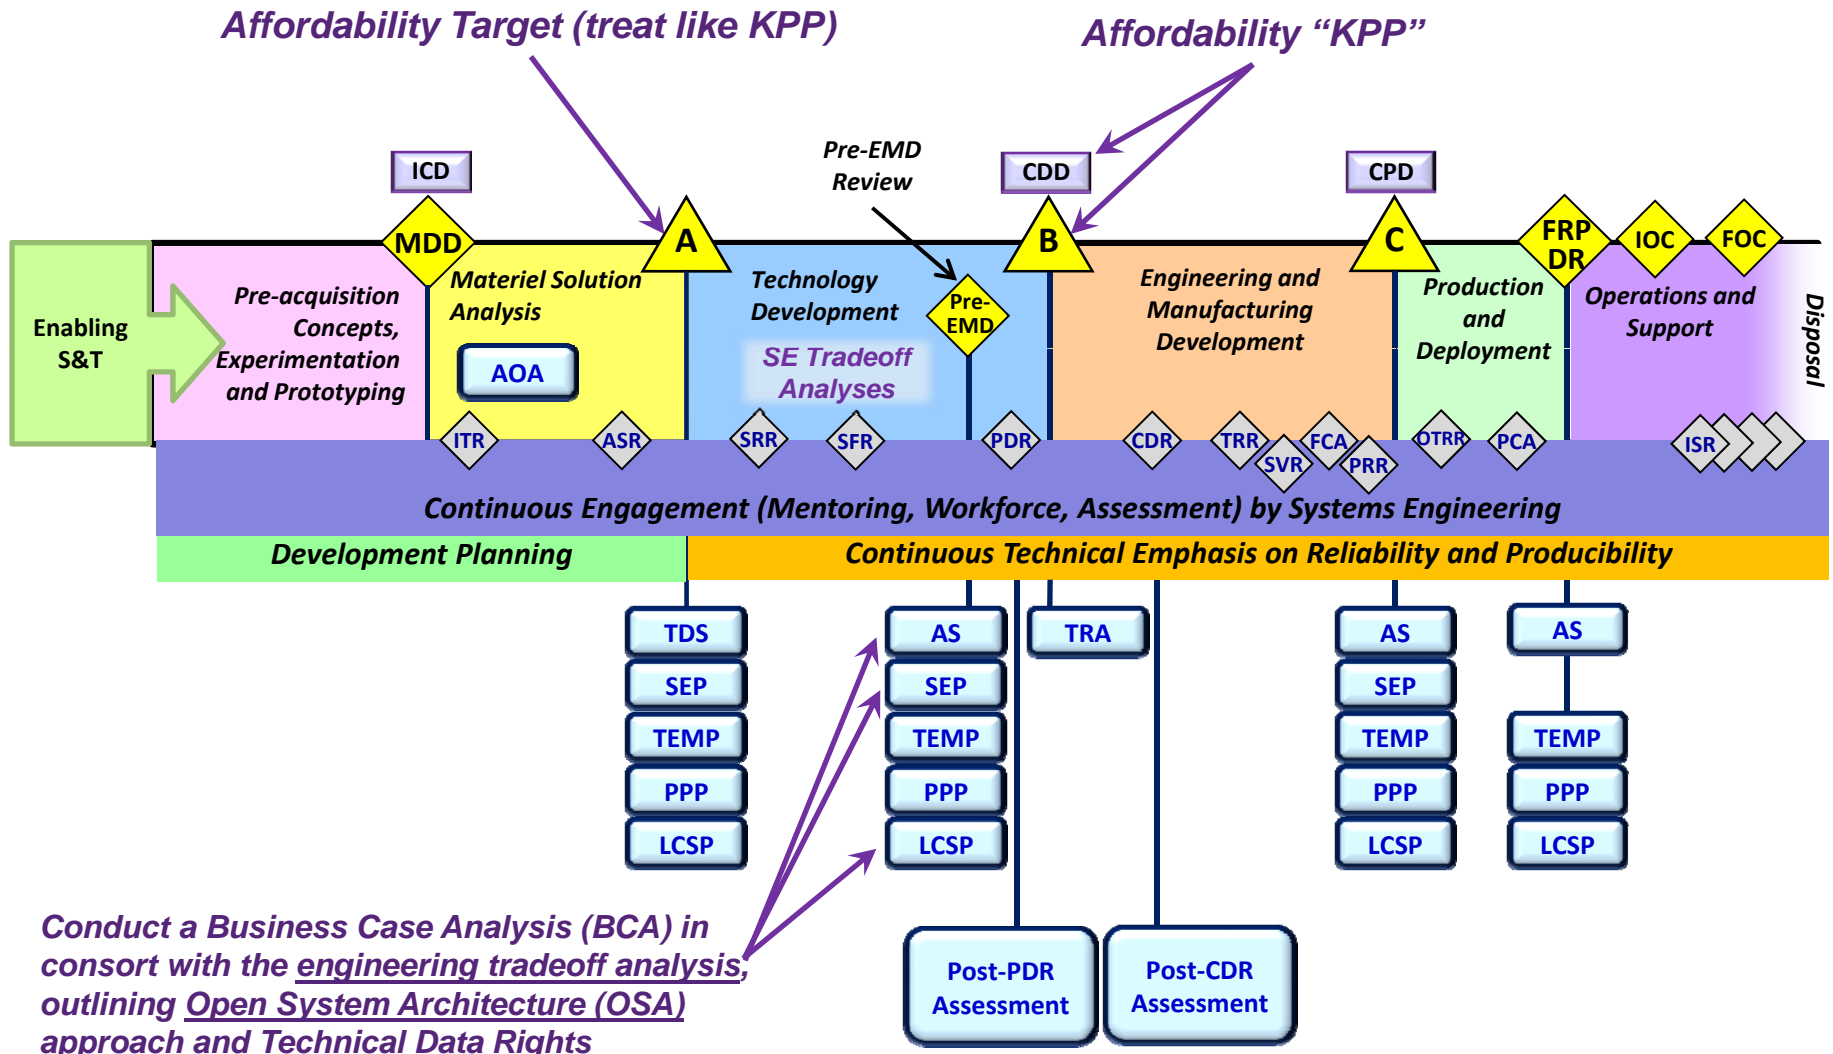 Affordability Target (treat like KPP)
Affordability “KPP”
Pre-EMD
Review
ICD
CDD
CPD
MDD
A
B
C
FRP
DR
IOC
FOC
Enabling
S&T
Pre-acquisition
Concepts,
Experimentation
and Prototyping
Materiel Solution
Analysis
AOA
Technology
Development
SE Tradeoff
Analyses
Pre-
EMD
Engineering and
Manufacturing
Development
Production
and
Deployment
Operations and
Support
Disposal
ITR
ASR
SRR
SFR
PDR
CDR
TRR
SVR
FCA
PRR
OTRR
PCA
ISR
Continuous Engagement (Mentoring, Workforce, Assessment) by Systems Engineering
Development Planning
Continuous Technical Emphasis on Reliability and Producibility
TDS
SEP
TEMP
PPP
LCSP
AS
SEP
TEMP
PPP
LCSP
TRA
AS
SEP
TEMP
PPP
LCSP
AS
TEMP
PPP
LCSP
Post-PDR
Assessment
Post-CDR
Assessment
Conduct a Business Case Analysis (BCA) in
consort with the engineering tradeoff analysis,
outlining Open System Architecture (OSA)
approach and Technical Data Rights